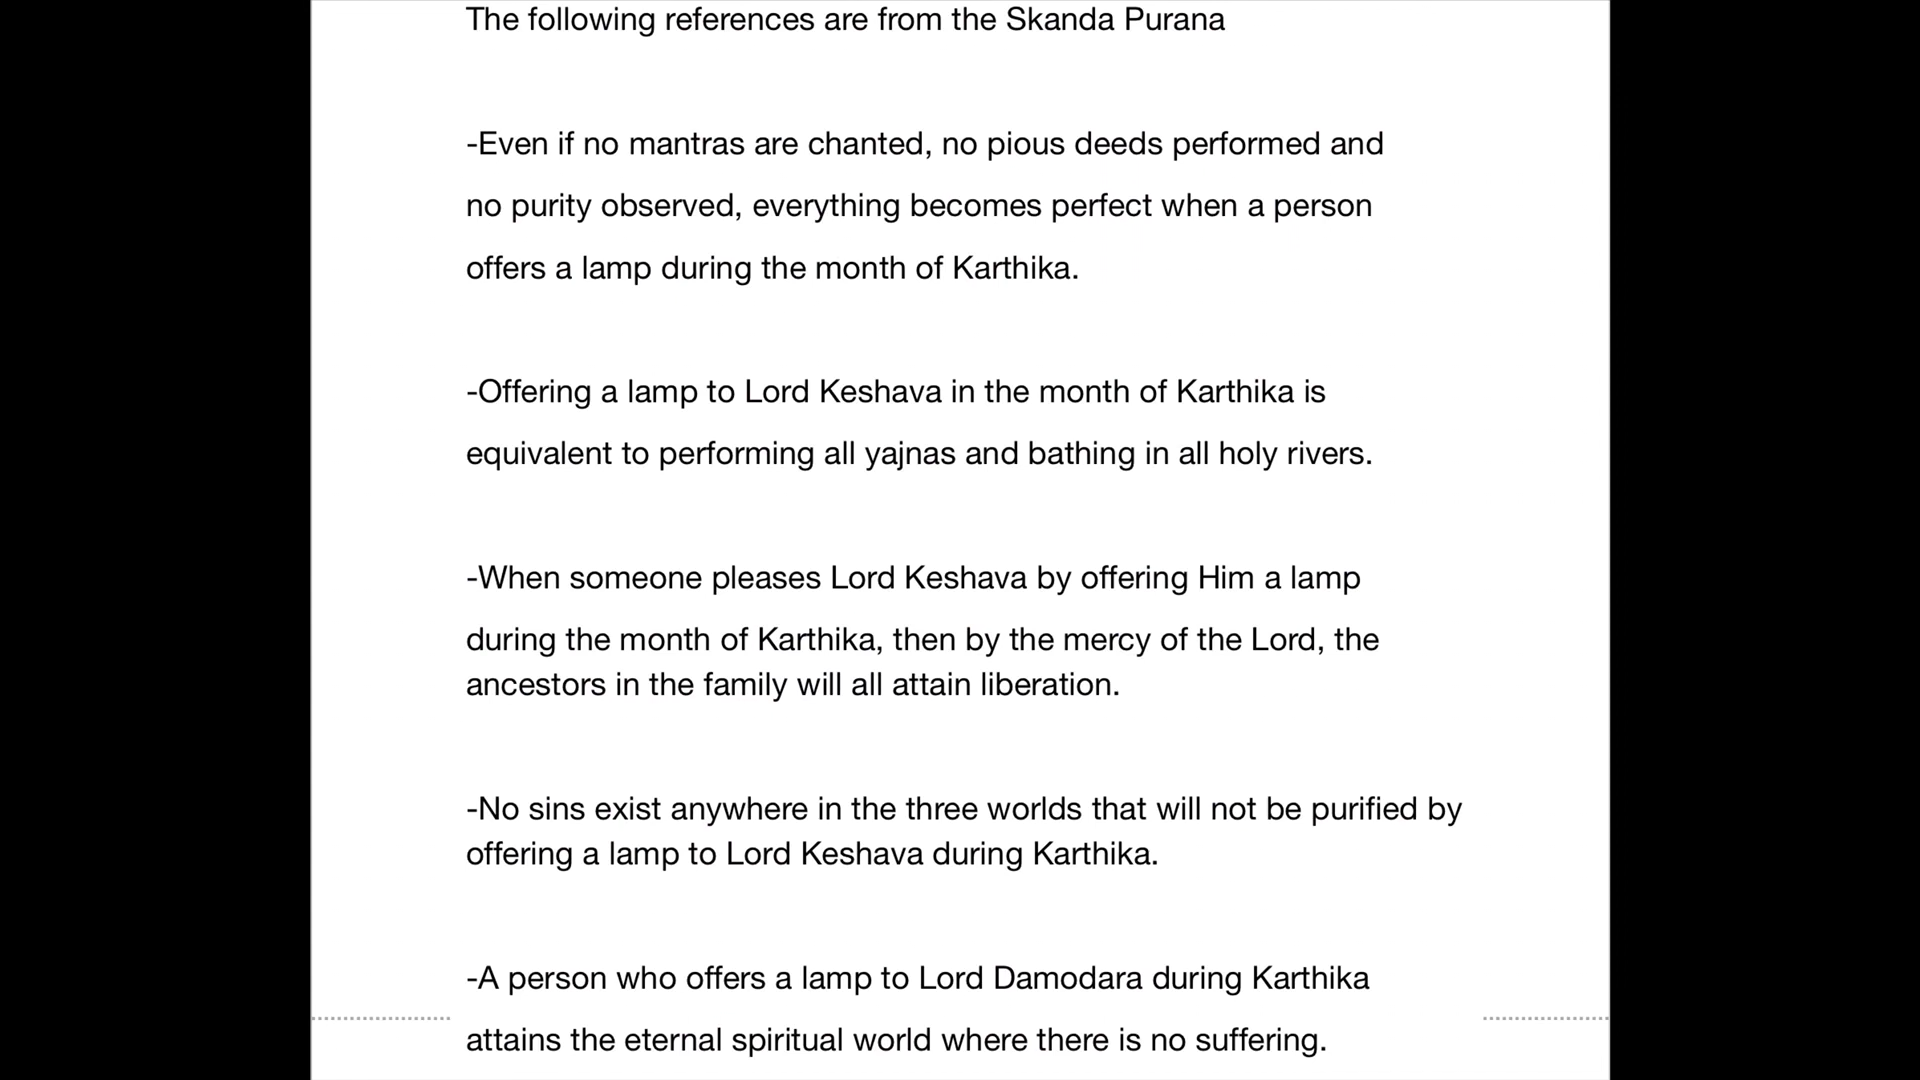 The following references are from the Skanda Purana
-Even if no mantras are chanted, no pious deeds performed and
no purity observed, everything becomes perfect when a person
offers a lamp during the month of Karthika.
-Offering a lamp to Lord Keshava in the month of Karthika is
equivalent to performing all yajnas and bathing in all holy rivers.
-When someone pleases Lord Keshava by offering Him a lamp
during the month of Karthika, then by the mercy of the Lord, the
ancestors in the family will all attain liberation.
-No sins exist anywhere in the three worlds that will not be purified by
offering a lamp to Lord Keshava during Karthika.
-A person who offers a lamp to Lord Damodara during Karthika
attains the eternal spiritual world where there is no suffering.